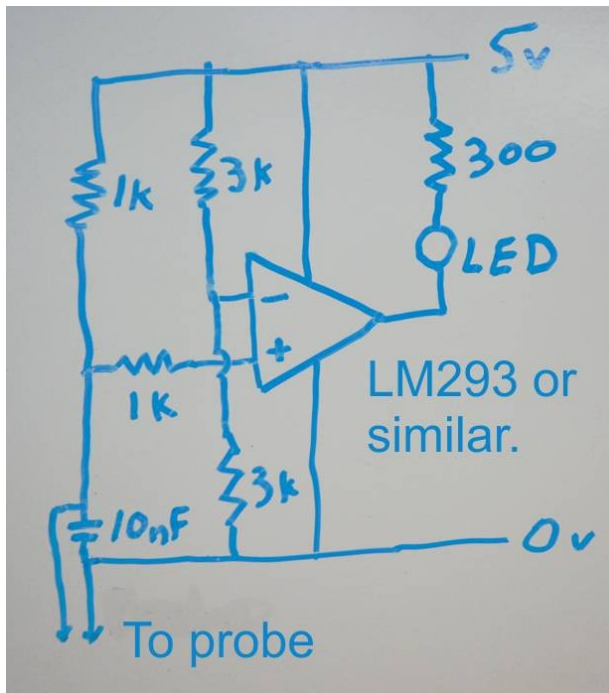 5v
1k
3k
300
LED
−
+
1k
LM293 or
similar.
3k
10nF
0v
To probe